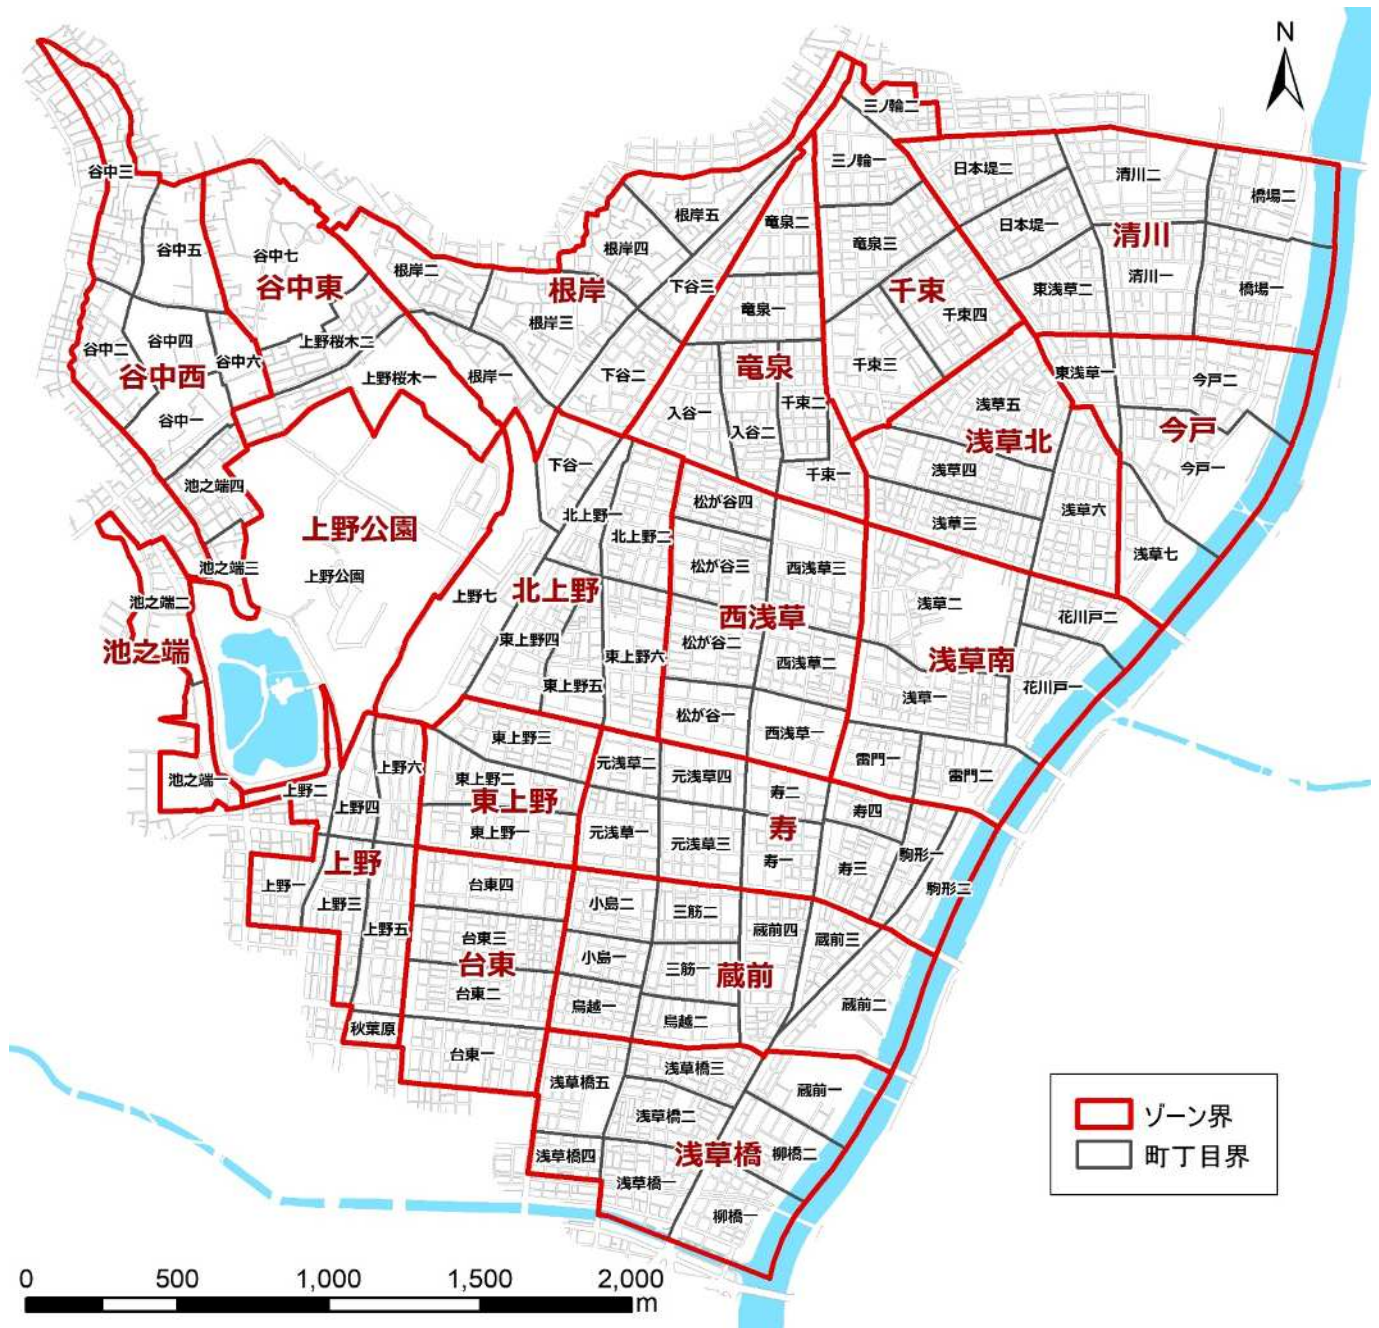 N
三ノ輪二
谷中三
三ノ輪一
日本堤二
清川二
橋場二
根岸五
竜泉二
日本堤一
清川
谷中五
谷中七
根岸四
竜泉三
谷中東
根岸二
根岸
下谷三
千束
東浅草二
清川一
橋場一
竜泉一
千束四
根岸三
谷中二
谷中四
谷中六
上野桜木二
谷中西
上野桜木一
根岸一
下谷二
竜泉
千束三
東浅草一
今戸二
谷中一
入谷一
千束二
浅草五
入谷二
浅草北
今戸
下谷一
千束一
浅草四
今戸一
池之端四
松が谷四
北上野一
北上野二
浅草三
浅草六
上野公園
池之端三
上野公園
松が谷三
西浅草三
浅草七
池之端二
上野七
北上野
浅草二
西浅草
花川戸二
池之端
東上野四
東上野六
松が谷二
西浅草二
浅草南
東上野五
浅草一
花川戸一
松が谷一
西浅草一
東上野三
上野六
元浅草二
元浅草四
雷門一
雷門二
池之端一
上野二
東上野二
寿二
上野四
東上野
寿四
東上野一
元浅草一
元浅草三
寿
上野
寿一
寿三
駒形一
上野一
台東四
駒形二
上野三
小島二
三筋二
上野五
台東三
蔵前四
蔵前三
台東
小島一
三筋一
蔵前
台東二
鳥越一
鳥越二
蔵前二
秋葉原
台東一
浅草橋五
浅草橋三
蔵前一
浅草橋二
浅草橋四
浅草橋
柳橋二
浅草橋一
柳橋一
ゾーン界
町丁目界
0 500 1,000 1,500 2,000
m